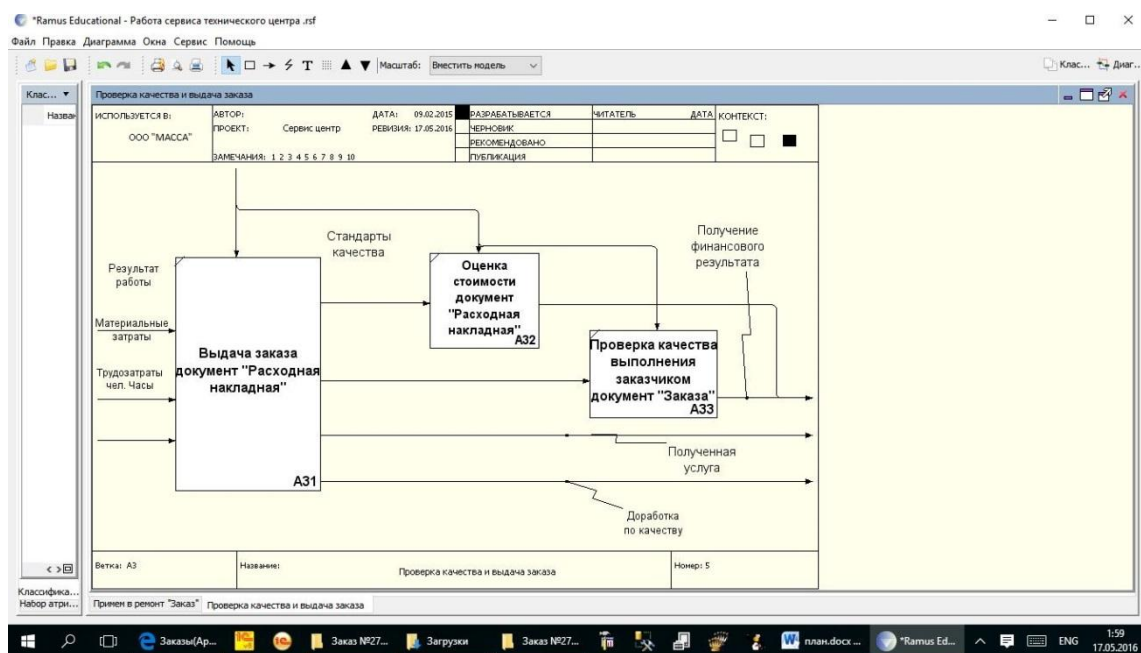 *Ramus Educational - Работа сервиса технического центра .rsf
Файл Правка Диаграмма Окна Сервис Помощь
Масштаб: Вместить модель
Клас... Диаг..
Клас...
Назван
Проверка качества и выдача заказа
ИСПОЛЬЗУЕТСЯ В:
ООО "МАССА"
АВТОР:
ПРОЕКТ: Сервис центр
ЗАМЕЧАНИЯ: 1 2 3 4 5 6 7 8 9 10
ДАТА: 09.02.2015
РЕВИЗИЯ: 17.05.2016
РАЗРАБАТЫВАЕТСЯ
ЧЕРНОВИК
РЕКОМЕНДОВАНО
ПУБЛИКАЦИЯ
ЧИТАТЕЛЬ ДАТА
КОНТЕКСТ:
Стандарты
качества
Получение
финансового
результата
Результат
работы
Материальные
затраты
Трудозатраты
чел. Часы
Выдача заказа
документ "Расходная
накладная"
A31
Оценка
стоимости
документ
"Расходная
накладная"
A32
Проверка качества
выполнения
заказчиком
документ "Заказа"
A33
Полученная
услуга
Доработка
по качеству
Ветка: A3
Название:
Проверка качества и выдача заказа
Номер: 5
Классифика...
Набор атри...
Примен в ремонт "Заказ" Проверка качества и выдача заказа
Заказы(Ар... Заказ №27... Загрузки Заказ №27... план.docx ... *Ramus Ed... ENG
1:59
17.05.2016